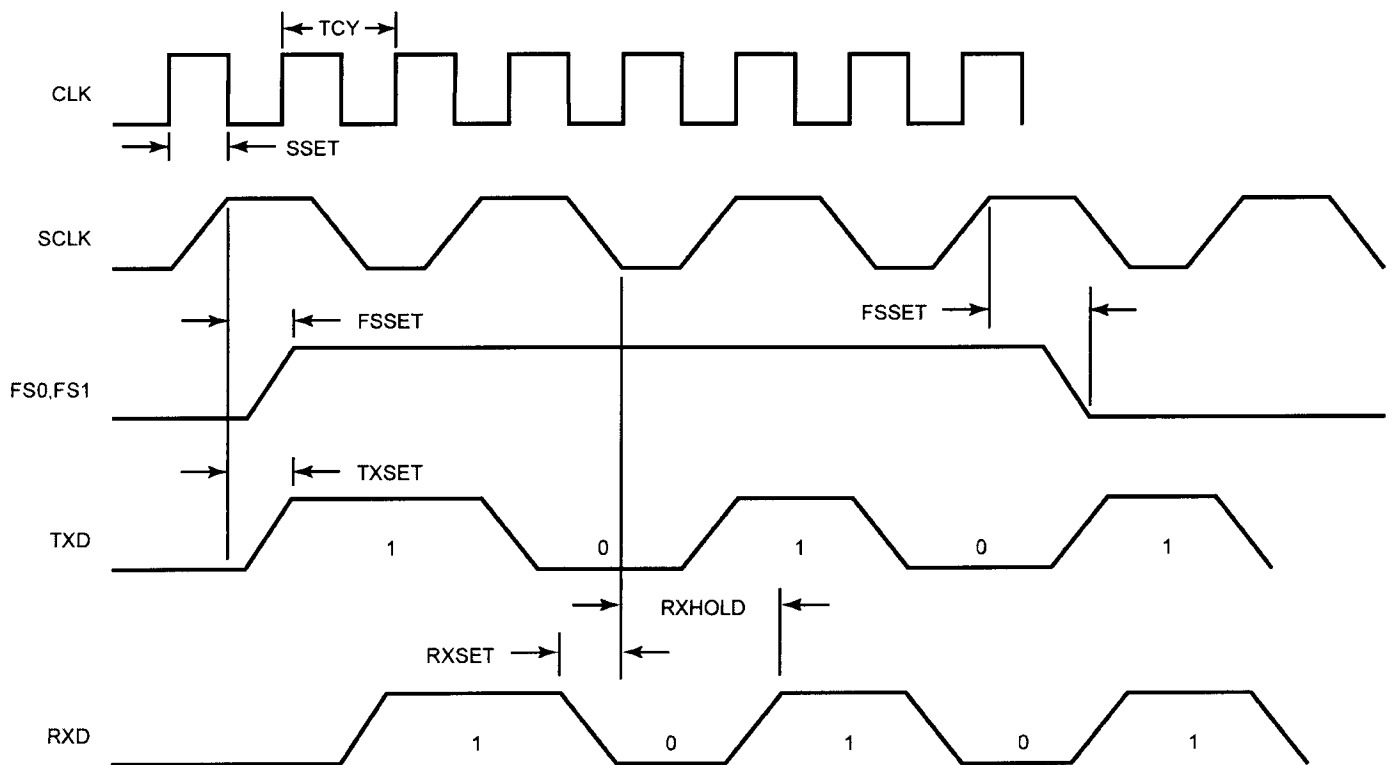 TCY
CLK
SSET
SCLK
FSSET
FSSET
FS0,FS1
TXSET
TXD
1 0 1 0 1
RXHOLD
RXSET
RXD
1 0 1 0 1